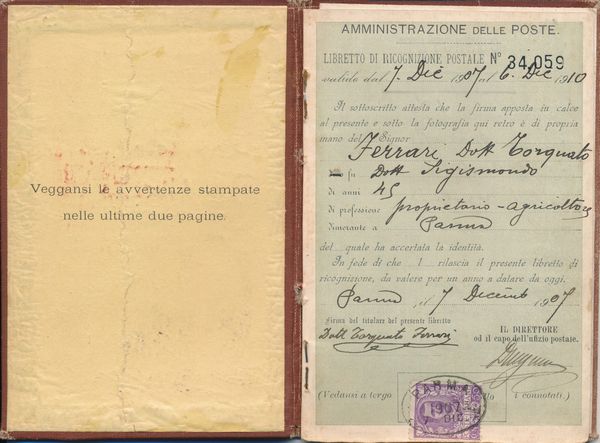 Veggansi le avvertenze stampate
nelle ultime due pagine.
AMMINISTRAZIONE DELLE POSTE.
LIBRETTO DI RICOGNIZIONE POSTALE N° 34,059
valido dal 7. Dic 1907 al 6. Dic 1910
Il sottoscritto attesta che la firma apposta in calce
al presente e sotto la fotografia qui retro è di propria
mano del Signor Ferrari Dott Torquato
fu Dott Sigismondo
di anni 45
di professione proprietario-agricoltore
dimorante a Parma
del quale ha accertata la identità.
In fede di che l rilascia il presente libretto di
ricognizione, da valere per un anno a datare da oggi.
Parma, il 7 Decemb 1907
Firma del titolare del presente libretto
Dott Torquato Ferrari
IL DIRETTORE
od il capo dell'ufizio postale.
(Vedansi a tergo i connotati.)
PARMA
1907
7 DIC